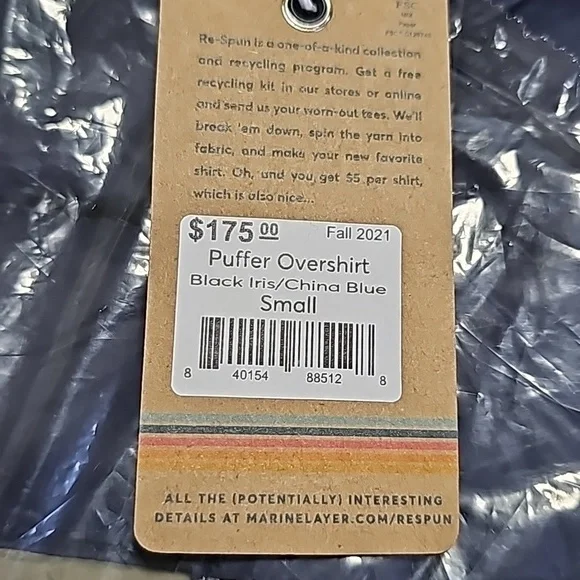 FSC
Re-Spun is a one-of-a-kind collection
and recycling program. Get a free
recycling kit in our stores or online
and send us your worn-out tees. We'll
break 'em down, spin the yarn into
fabric, and make your new favorite
shirt. Oh, and you get $5 per shirt,
which is also nice...
$175.00 Fall 2021
Puffer Overshirt
Black Iris/China Blue
Small
8 40154 88512 8
ALL THE (POTENTIALLY) INTERESTING
DETAILS AT MARINELAYER.COM/RESPUN